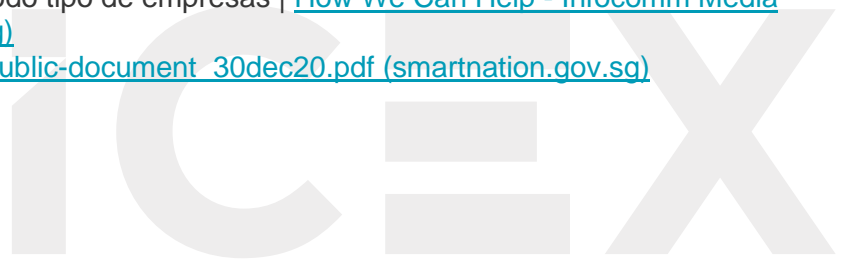 odo tipo de empresas | How We Can Help - Infocomm Media
g)
ublic-document_30dec20.pdf (smartnation.gov.sg)
ICEX